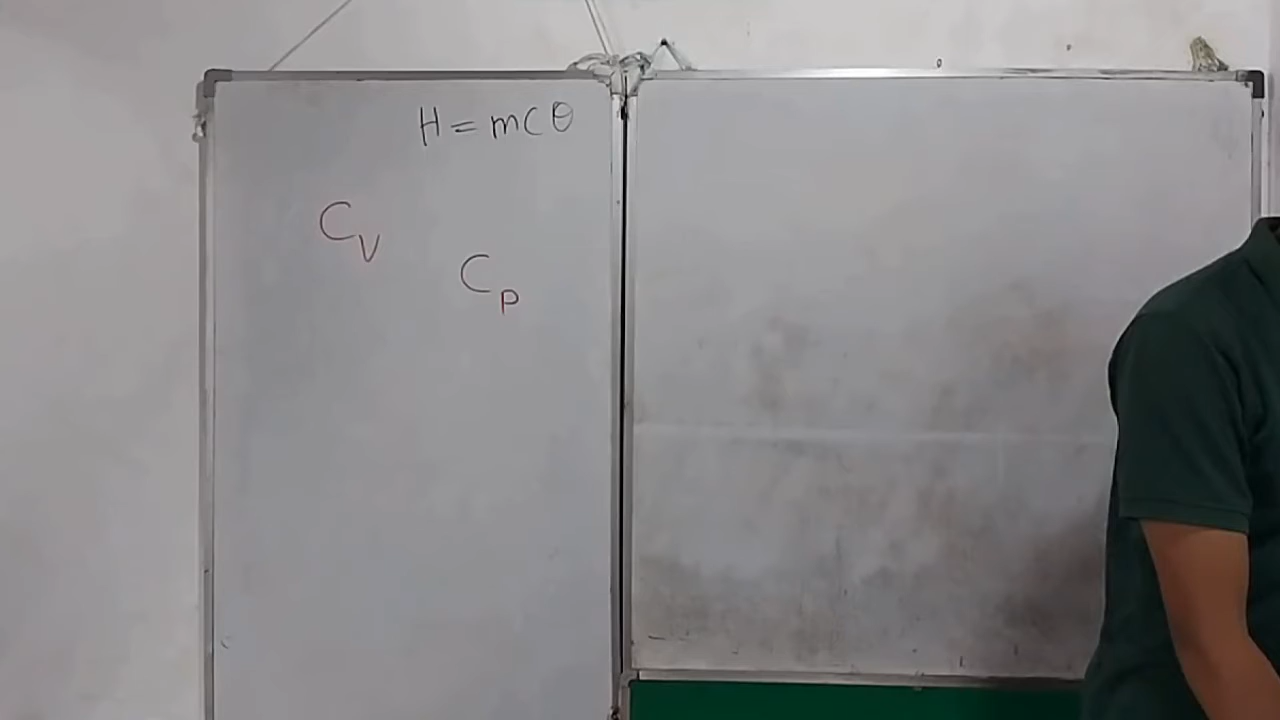 H = mCθ
C_V
C_P